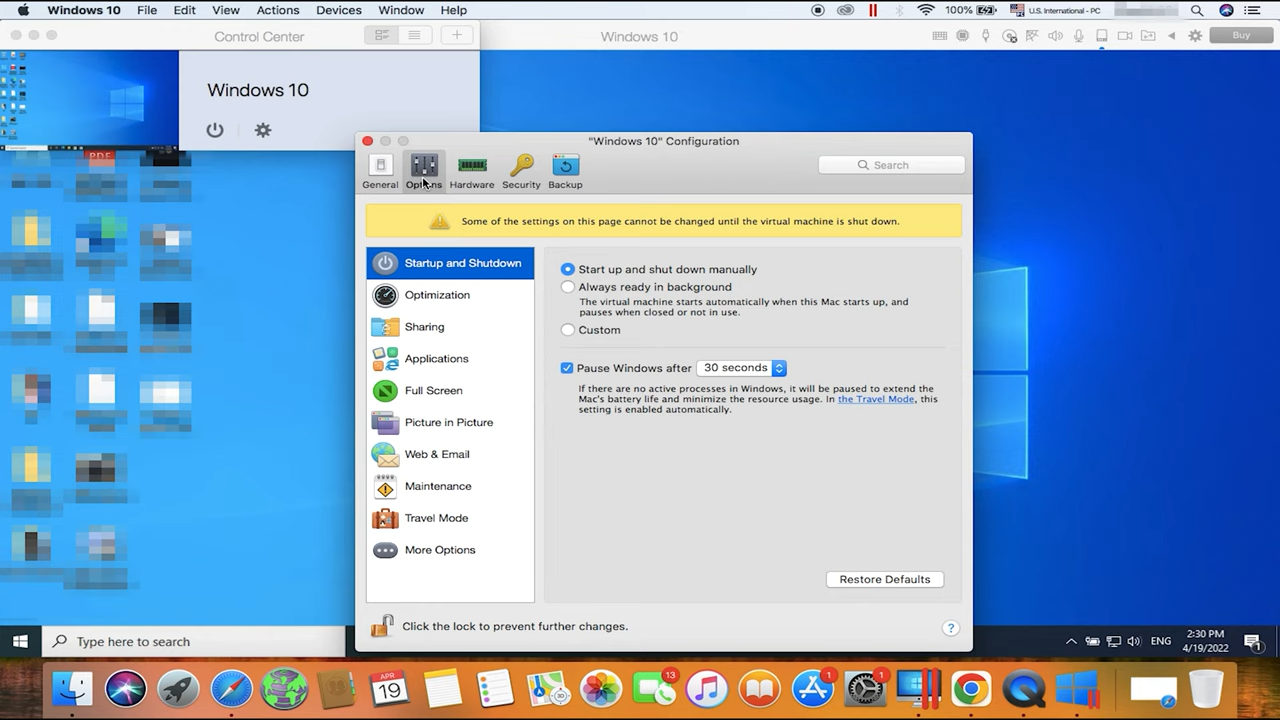 Windows 10 File Edit View Actions Devices Window Help
100% U.S. International - PC
Control Center
Windows 10
Buy
Windows 10
PDF
"Windows 10" Configuration
General Options Hardware Security Backup
Search
Some of the settings on this page cannot be changed until the virtual machine is shut down.
Startup and Shutdown
Optimization
Sharing
Applications
Full Screen
Picture in Picture
Web & Email
Maintenance
Travel Mode
More Options
Start up and shut down manually
Always ready in background
The virtual machine starts automatically when this Mac starts up, and
pauses when closed or not in use.
Custom
Pause Windows after 30 seconds
If there are no active processes in Windows, it will be paused to extend the
Mac's battery life and minimize the resource usage. In the Travel Mode, this
setting is enabled automatically.
Restore Defaults
Click the lock to prevent further changes.
?
Type here to search
ENG
2:30 PM
4/19/2022
1
APR
19
13
1
1